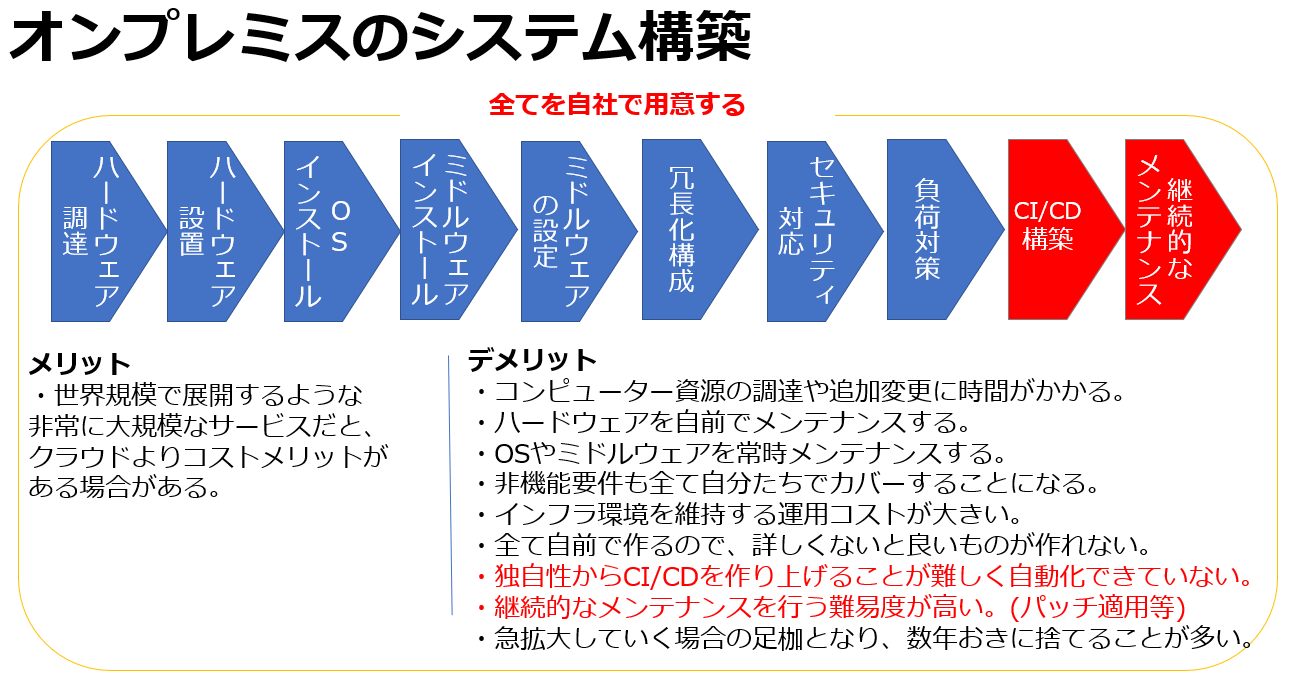 オンプレミスのシステム構築
全てを自社で用意する
ハードウェア
調達
ハードウェア
設置
OS
インストール
ミドルウェア
インストール
ミドルウェア
の設定
冗長化構成
セキュリティ
対応
負荷対策
CI/CD
構築
継続的な
メンテナンス
メリット
・世界規模で展開するような
非常に大規模なサービスだと、
クラウドよりコストメリットが
ある場合がある。
デメリット
・コンピューター資源の調達や追加変更に時間がかかる。
・ハードウェアを自前でメンテナンスする。
・OSやミドルウェアを常時メンテナンスする。
・非機能要件も全て自分たちでカバーすることになる。
・インフラ環境を維持する運用コストが大きい。
・全て自前で作るので、詳しくないと良いものが作れない。
・独自性からCI/CDを作り上げることが難しく自動化できていない。
・継続的なメンテナンスを行う難易度が高い。(パッチ適用等)
・急拡大していく場合の足枷となり、数年おきに捨てることが多い。